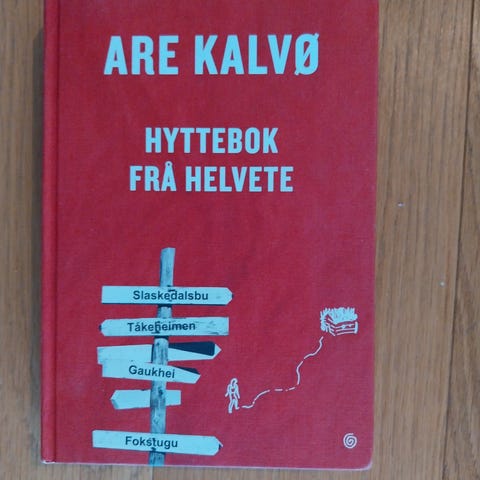 ARE KALVØ
HYTTEBOK
FRÅ HELVETE
Slaskedalsbu
Tåkeheimen
Gaukhei
Fokstugu